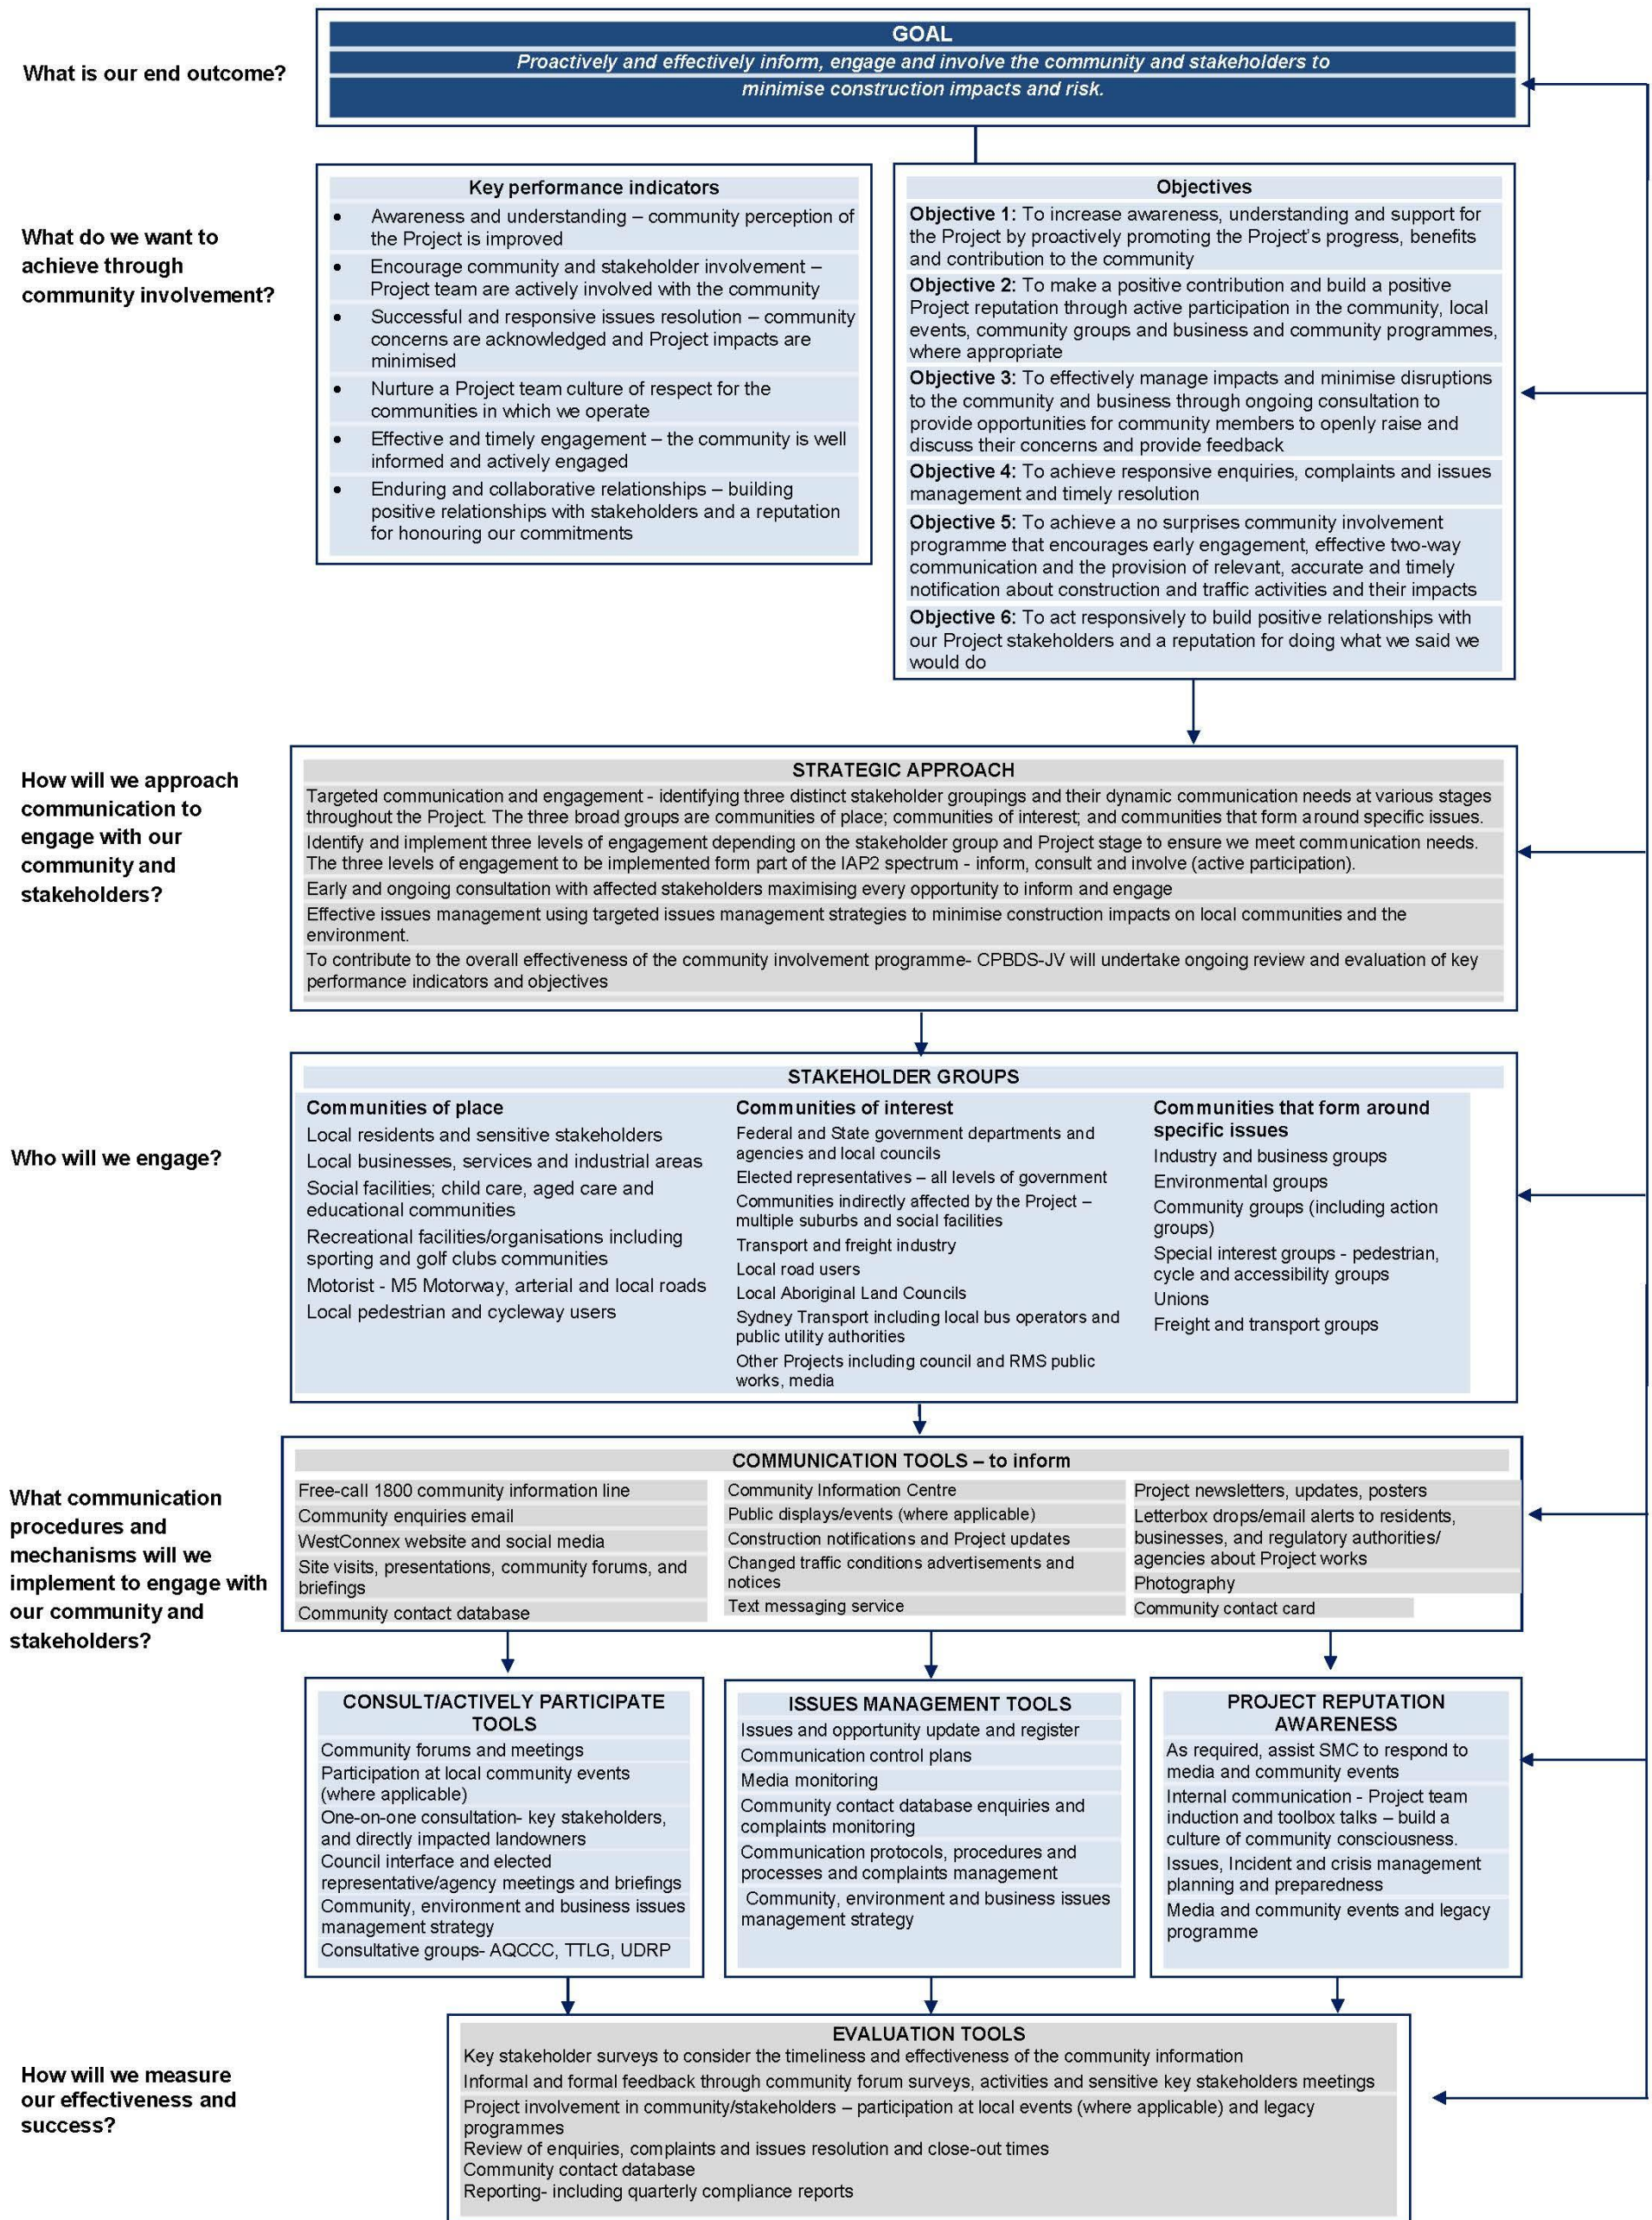 GOAL
What is our end outcome?
Proactively and effectively inform, engage and involve the community and stakeholders to
minimise construction impacts and risk.
What do we want to
achieve through
community involvement?
Key performance indicators
• Awareness and understanding – community perception of
the Project is improved
• Encourage community and stakeholder involvement –
Project team are actively involved with the community
• Successful and responsive issues resolution – community
concerns are acknowledged and Project impacts are
minimised
• Nurture a Project team culture of respect for the
communities in which we operate
• Effective and timely engagement – the community is well
informed and actively engaged
• Enduring and collaborative relationships – building
positive relationships with stakeholders and a reputation
for honouring our commitments
Objectives
Objective 1: To increase awareness, understanding and support for
the Project by proactively promoting the Project's progress, benefits
and contribution to the community
Objective 2: To make a positive contribution and build a positive
Project reputation through active participation in the community, local
events, community groups and business and community programmes,
where appropriate
Objective 3: To effectively manage impacts and minimise disruptions
to the community and business through ongoing consultation to
provide opportunities for community members to openly raise and
discuss their concerns and provide feedback
Objective 4: To achieve responsive enquiries, complaints and issues
management and timely resolution
Objective 5: To achieve a no surprises community involvement
programme that encourages early engagement, effective two-way
communication and the provision of relevant, accurate and timely
notification about construction and traffic activities and their impacts
Objective 6: To act responsively to build positive relationships with
our Project stakeholders and a reputation for doing what we said we
would do
How will we approach
communication to
engage with our
community and
stakeholders?
STRATEGIC APPROACH
Targeted communication and engagement - identifying three distinct stakeholder groupings and their dynamic communication needs at various stages
throughout the Project. The three broad groups are communities of place; communities of interest; and communities that form around specific issues.
Identify and implement three levels of engagement depending on the stakeholder group and Project stage to ensure we meet communication needs.
The three levels of engagement to be implemented form part of the IAP2 spectrum - inform, consult and involve (active participation).
Early and ongoing consultation with affected stakeholders maximising every opportunity to inform and engage
Effective issues management using targeted issues management strategies to minimise construction impacts on local communities and the
environment.
To contribute to the overall effectiveness of the community involvement programme- CPBDS-JV will undertake ongoing review and evaluation of key
performance indicators and objectives
Who will we engage?
STAKEHOLDER GROUPS
Communities of place
Local residents and sensitive stakeholders
Local businesses, services and industrial areas
Social facilities; child care, aged care and
educational communities
Recreational facilities/organisations including
sporting and golf clubs communities
Motorist - M5 Motorway, arterial and local roads
Local pedestrian and cycleway users
Communities of interest
Federal and State government departments and
agencies and local councils
Elected representatives – all levels of government
Communities indirectly affected by the Project –
multiple suburbs and social facilities
Transport and freight industry
Local road users
Local Aboriginal Land Councils
Sydney Transport including local bus operators and
public utility authorities
Other Projects including council and RMS public
works, media
Communities that form around
specific issues
Industry and business groups
Environmental groups
Community groups (including action
groups)
Special interest groups - pedestrian,
cycle and accessibility groups
Unions
Freight and transport groups
What communication
procedures and
mechanisms will we
implement to engage with
our community and
stakeholders?
COMMUNICATION TOOLS – to inform
Free-call 1800 community information line
Community enquiries email
WestConnex website and social media
Site visits, presentations, community forums, and
briefings
Community contact database
Community Information Centre
Public displays/events (where applicable)
Construction notifications and Project updates
Changed traffic conditions advertisements and
notices
Text messaging service
Project newsletters, updates, posters
Letterbox drops/email alerts to residents,
businesses, and regulatory authorities/
agencies about Project works
Photography
Community contact card
CONSULT/ACTIVELY PARTICIPATE
TOOLS
Community forums and meetings
Participation at local community events
(where applicable)
One-on-one consultation- key stakeholders,
and directly impacted landowners
Council interface and elected
representative/agency meetings and briefings
Community, environment and business issues
management strategy
Consultative groups- AQCCC, TTLG, UDRP
ISSUES MANAGEMENT TOOLS
Issues and opportunity update and register
Communication control plans
Media monitoring
Community contact database enquiries and
complaints monitoring
Communication protocols, procedures and
processes and complaints management
Community, environment and business issues
management strategy
PROJECT REPUTATION
AWARENESS
As required, assist SMC to respond to
media and community events
Internal communication - Project team
induction and toolbox talks – build a
culture of community consciousness.
Issues, Incident and crisis management
planning and preparedness
Media and community events and legacy
programme
How will we measure
our effectiveness and
success?
EVALUATION TOOLS
Key stakeholder surveys to consider the timeliness and effectiveness of the community information
Informal and formal feedback through community forum surveys, activities and sensitive key stakeholders meetings
Project involvement in community/stakeholders – participation at local events (where applicable) and legacy
programmes
Review of enquiries, complaints and issues resolution and close-out times
Community contact database
Reporting- including quarterly compliance reports